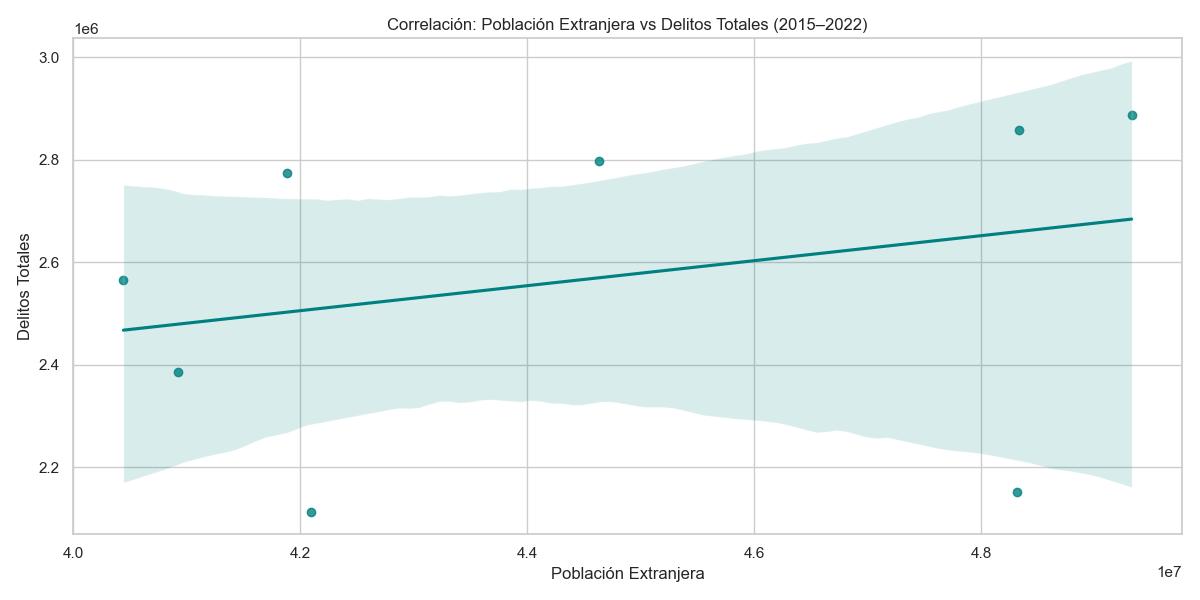 Correlación: Población Extranjera vs Delitos Totales (2015–2022)
1e6
3.0
2.8
2.6
2.4
2.2
Delitos Totales
4.0 4.2 4.4 4.6 4.8
1e7
Población Extranjera